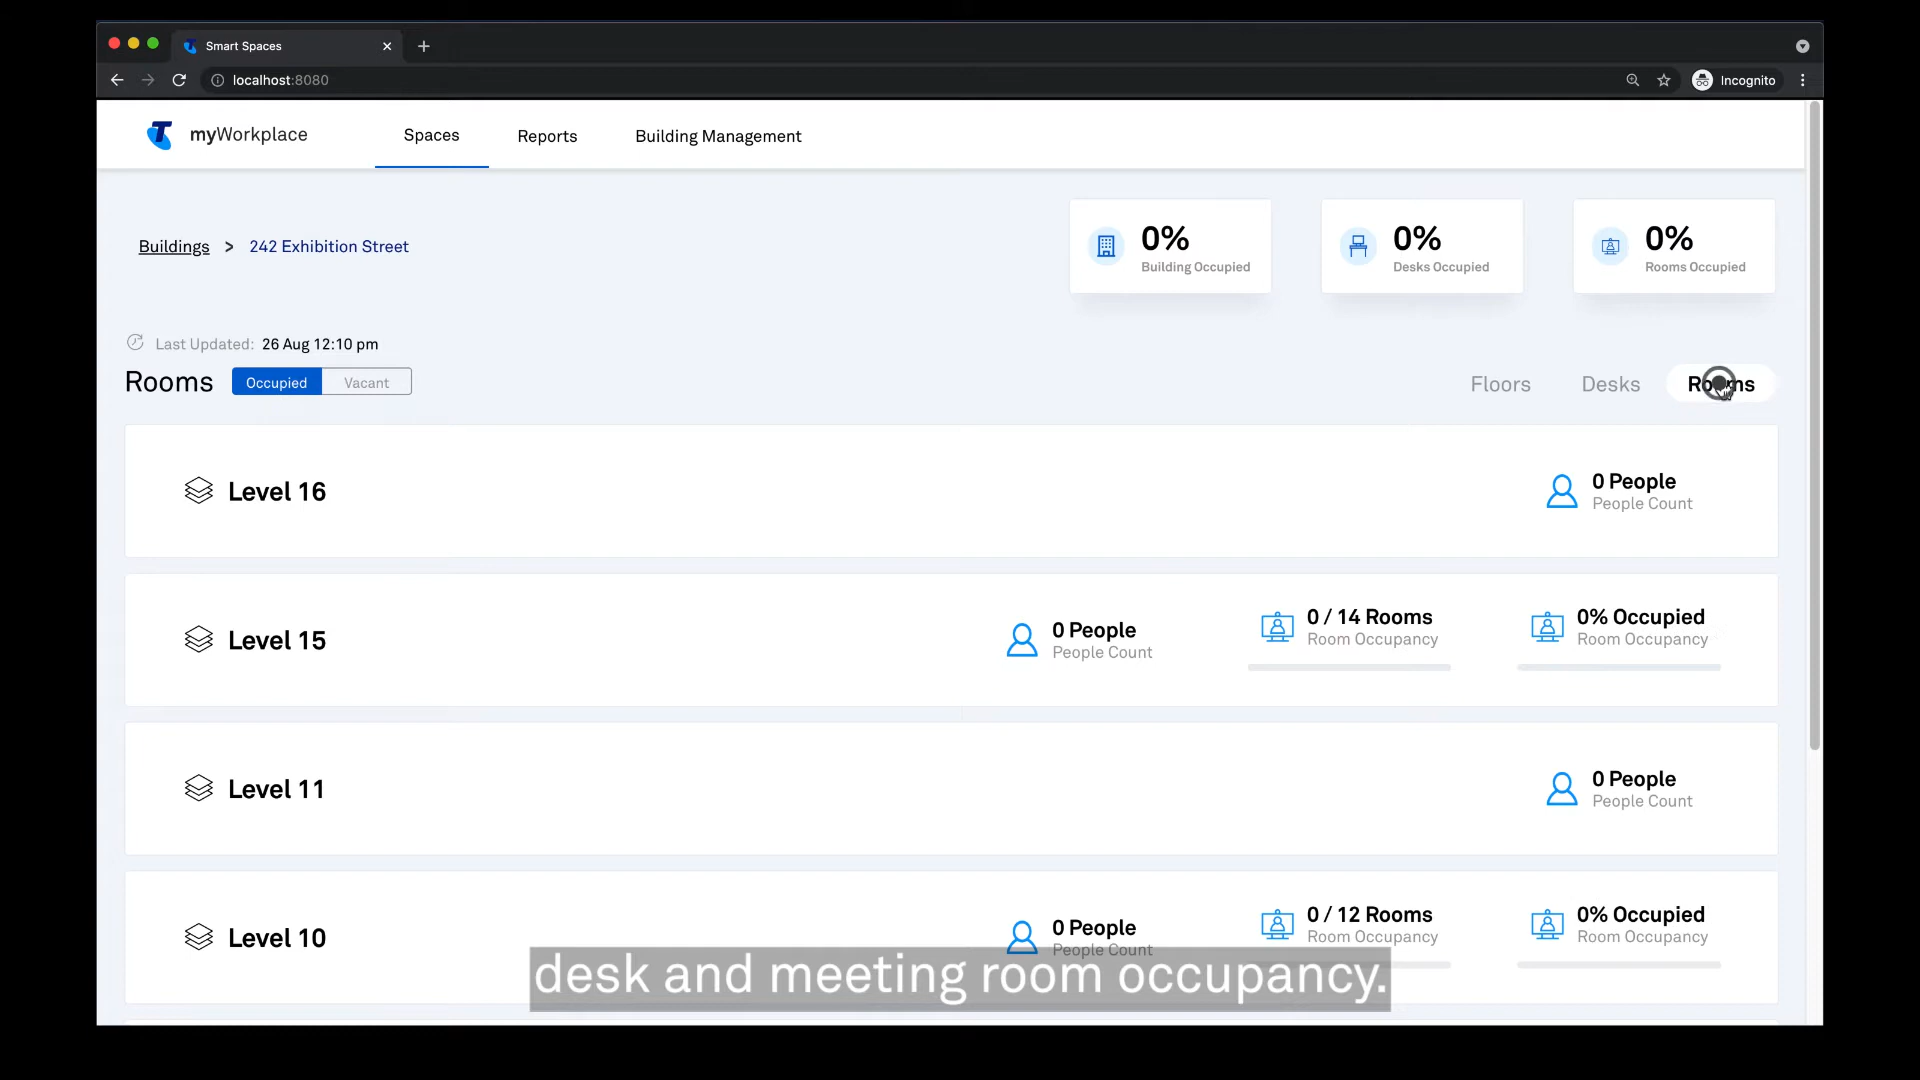 Smart Spaces
localhost:8080
Incognito
myWorkplace
Spaces
Reports
Building Management
Buildings > 242 Exhibition Street
0%
Building Occupied
0%
Desks Occupied
0%
Rooms Occupied
Last Updated: 26 Aug 12:10 pm
Rooms
Occupied
Vacant
Floors
Desks
Rooms
Level 16
0 People
People Count
Level 15
0 People
People Count
0 / 14 Rooms
Room Occupancy
0% Occupied
Room Occupancy
Level 11
0 People
People Count
Level 10
0 People
People Count
0 / 12 Rooms
Room Occupancy
0% Occupied
Room Occupancy
desk and meeting room occupancy.